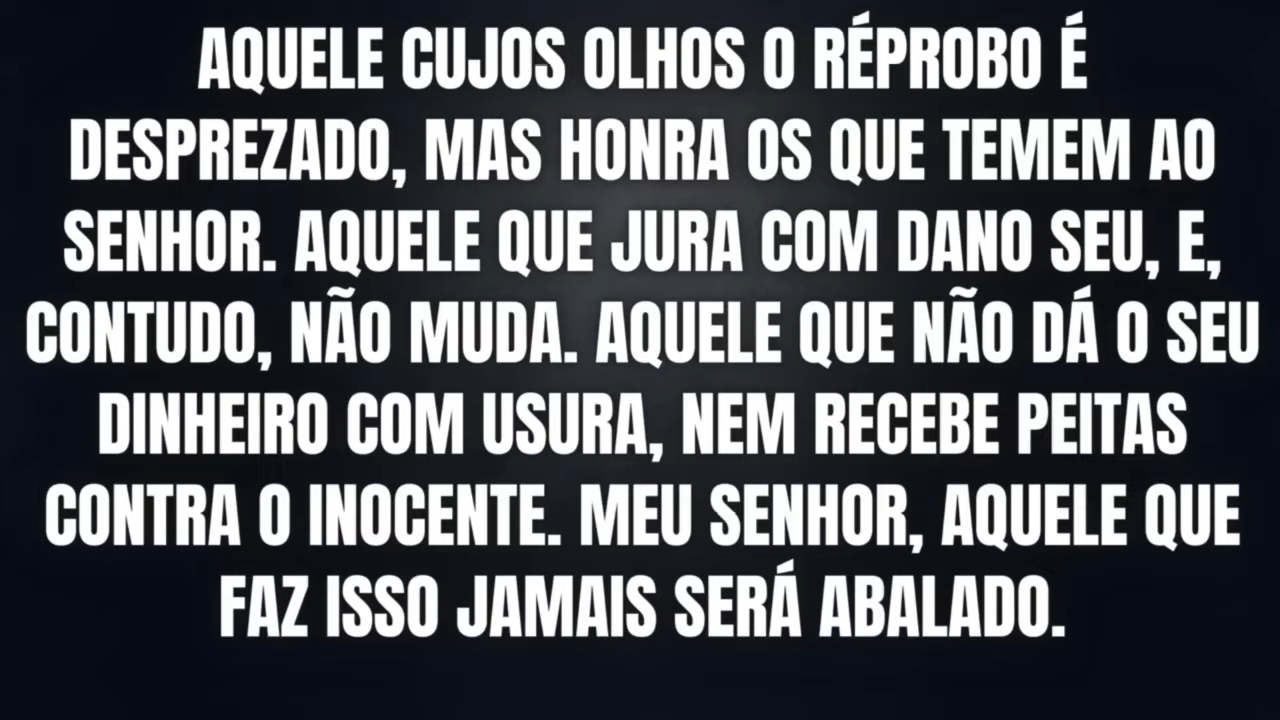 AQUELE CUJOS OLHOS O RÉPROBO É
DESPREZADO, MAS HONRA OS QUE TEMEM AO
SENHOR. AQUELE QUE JURA COM DANO SEU, E,
CONTUDO, NÃO MUDA. AQUELE QUE NÃO DÁ O SEU
DINHEIRO COM USURA, NEM RECEBE PEITAS
CONTRA O INOCENTE. MEU SENHOR, AQUELE QUE
FAZ ISSO JAMAIS SERÁ ABALADO.